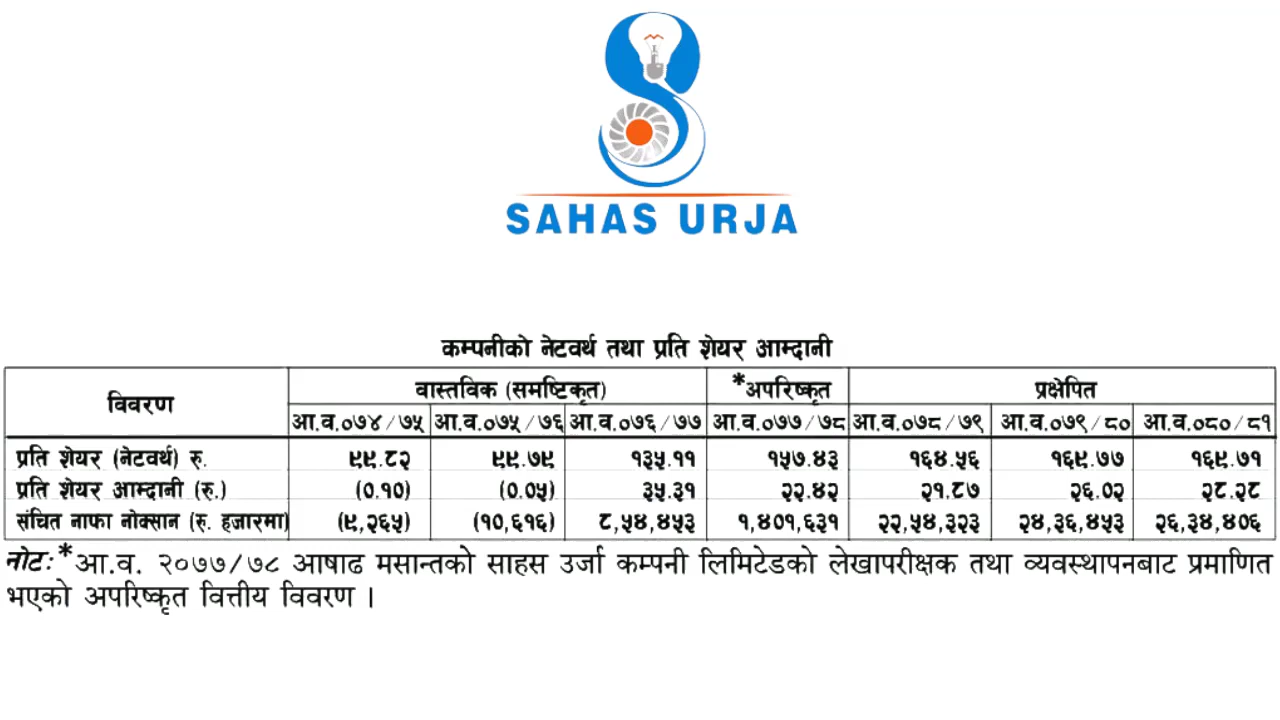 SAHAS URJA
कम्पनीको नेटवर्थ तथा प्रति शेयर आम्दानी
विवरण वास्तविक (समष्टिकृत) *अपरिष्कृत प्रक्षेपित
आ.व.०७४/७५ आ.व.०७५/७६ आ.व.०७६/७७ आ.व.०७७/७८ आ.व.०७८/७९ आ.व.०७९/८० आ.व.०८०/८१
प्रति शेयर (नेटवर्थ) रु. ९९.८२ ९९.७९ १३५.११ १५७.४३ १६४.५६ १६९.७७ १६९.७१
प्रति शेयर आम्दानी (रु.) (०.१०) (०.०५) ३५.३१ २२.४२ २१.८७ २६.०२ २८.२८
संचित नाफा नोक्सान (रु. हजारमा) (९,२६५) (१०,६१६) ८,५४,४५३ १,४०१,६३१ २२,५४,३२३ २४,३६,४५३ २६,३४,४०६
नोटः*आ.व. २०७७/७८ आषाढ मसान्तको साहस उर्जा कम्पनी लिमिटेडको लेखापरीक्षक तथा व्यवस्थापनबाट प्रमाणित
भएको अपरिष्कृत वित्तीय विवरण ।